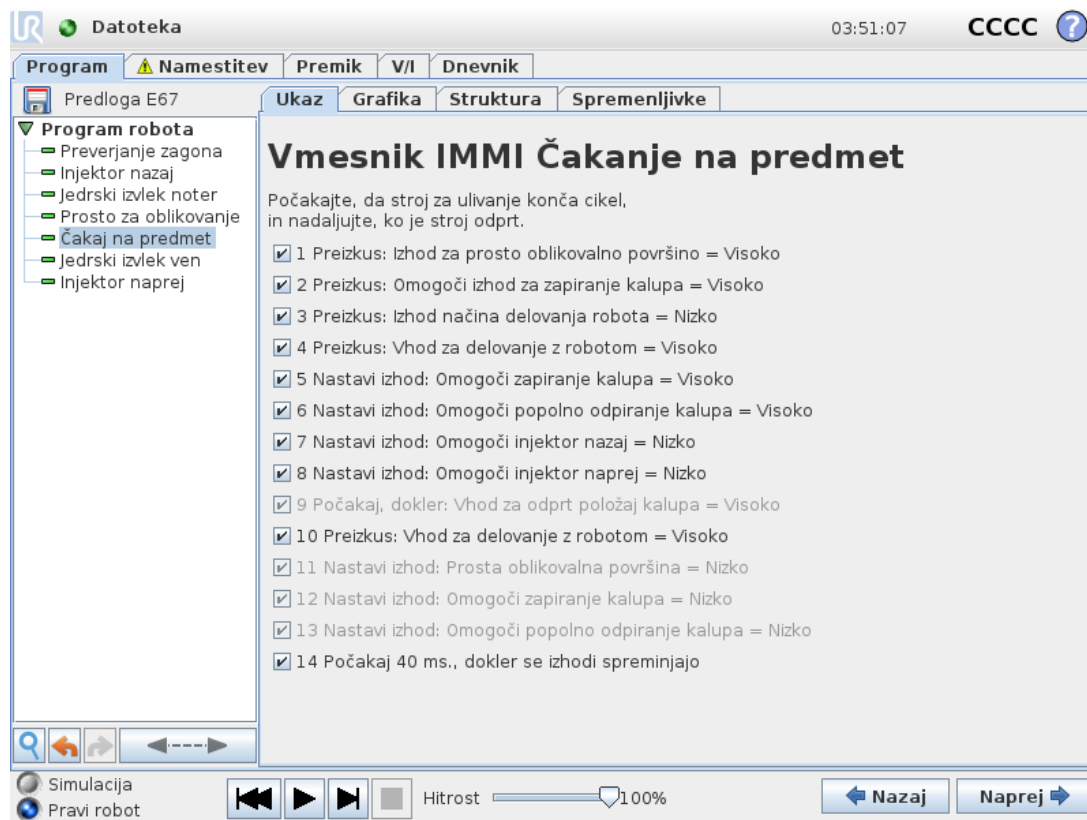 UR Datoteka 03:51:07 CCCC ?
Program Namestitev Premik V/I Dnevnik
Predloga E67
Ukaz Grafika Struktura Spremenljivke
Program robota
Preverjanje zagona
Injektor nazaj
Jedrski izvlek noter
Prosto za oblikovanje
Čakaj na predmet
Jedrski izvlek ven
Injektor naprej
Vmesnik IMMI Čakanje na predmet
Počakajte, da stroj za ulivanje konča cikel,
in nadaljujte, ko je stroj odprt.
1 Preizkus: Izhod za prosto oblikovalno površino = Visoko
2 Preizkus: Omogoči izhod za zapiranje kalupa = Visoko
3 Preizkus: Izhod načina delovanja robota = Nizko
4 Preizkus: Vhod za delovanje z robotom = Visoko
5 Nastavi izhod: Omogoči zapiranje kalupa = Visoko
6 Nastavi izhod: Omogoči popolno odpiranje kalupa = Visoko
7 Nastavi izhod: Omogoči injektor nazaj = Nizko
8 Nastavi izhod: Omogoči injektor naprej = Nizko
9 Počakaj, dokler: Vhod za odprt položaj kalupa = Visoko
10 Preizkus: Vhod za delovanje z robotom = Visoko
11 Nastavi izhod: Prosta oblikovalna površina = Nizko
12 Nastavi izhod: Omogoči zapiranje kalupa = Nizko
13 Nastavi izhod: Omogoči popolno odpiranje kalupa = Nizko
14 Počakaj 40 ms., dokler se izhodi spreminjajo
Simulacija
Pravi robot
Hitrost 100%
Nazaj Naprej